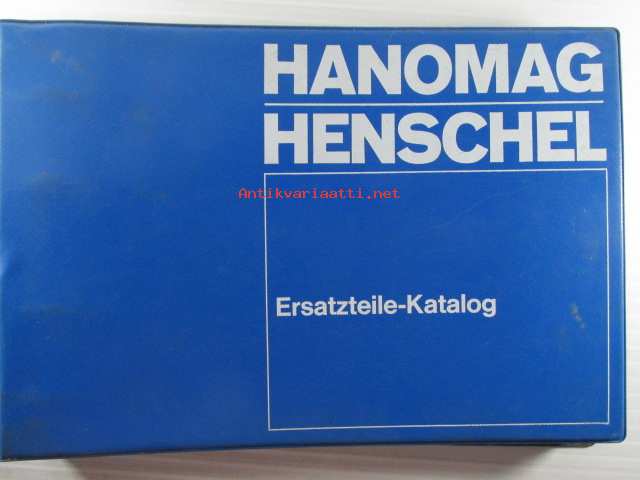 HANOMAG
HENSCHEL
Antikvariaatti.net
Ersatzteile-Katalog